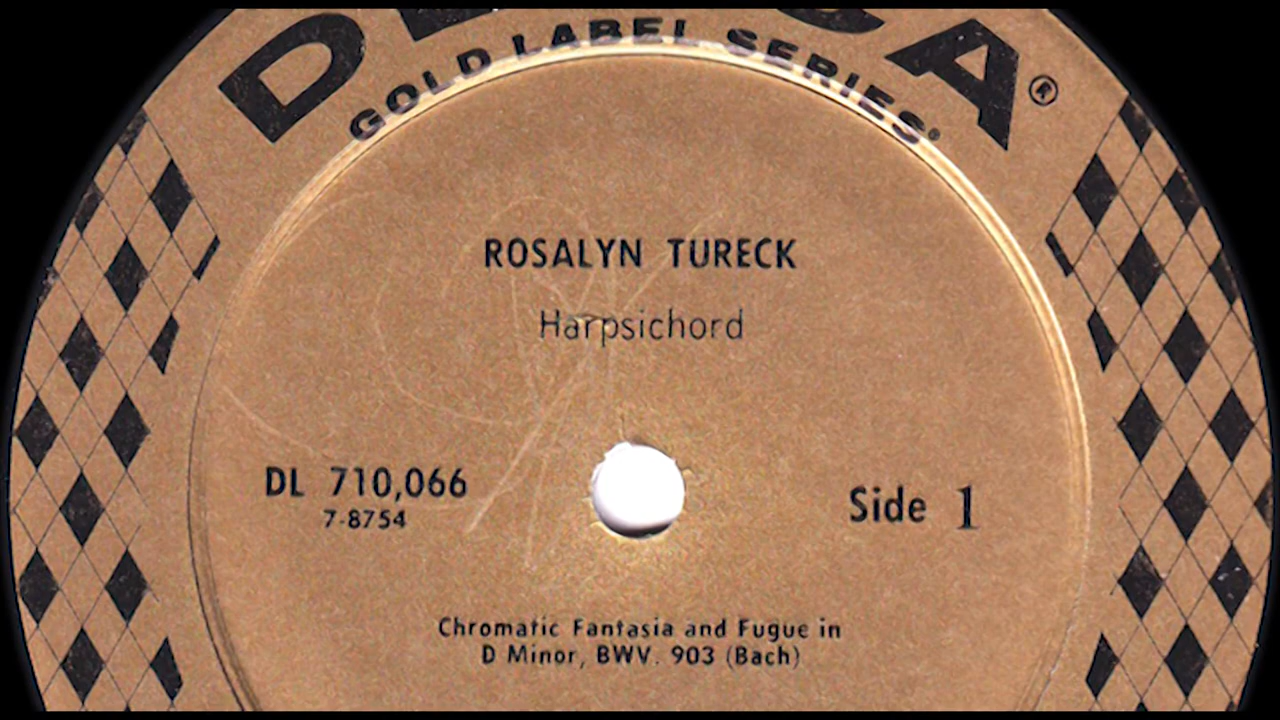 DECCA®
GOLD LABEL SERIES
ROSALYN TURECK
Harpsichord
DL 710,066
7-8754
Side 1
Chromatic Fantasia and Fugue in
D Minor, BWV. 903 (Bach)